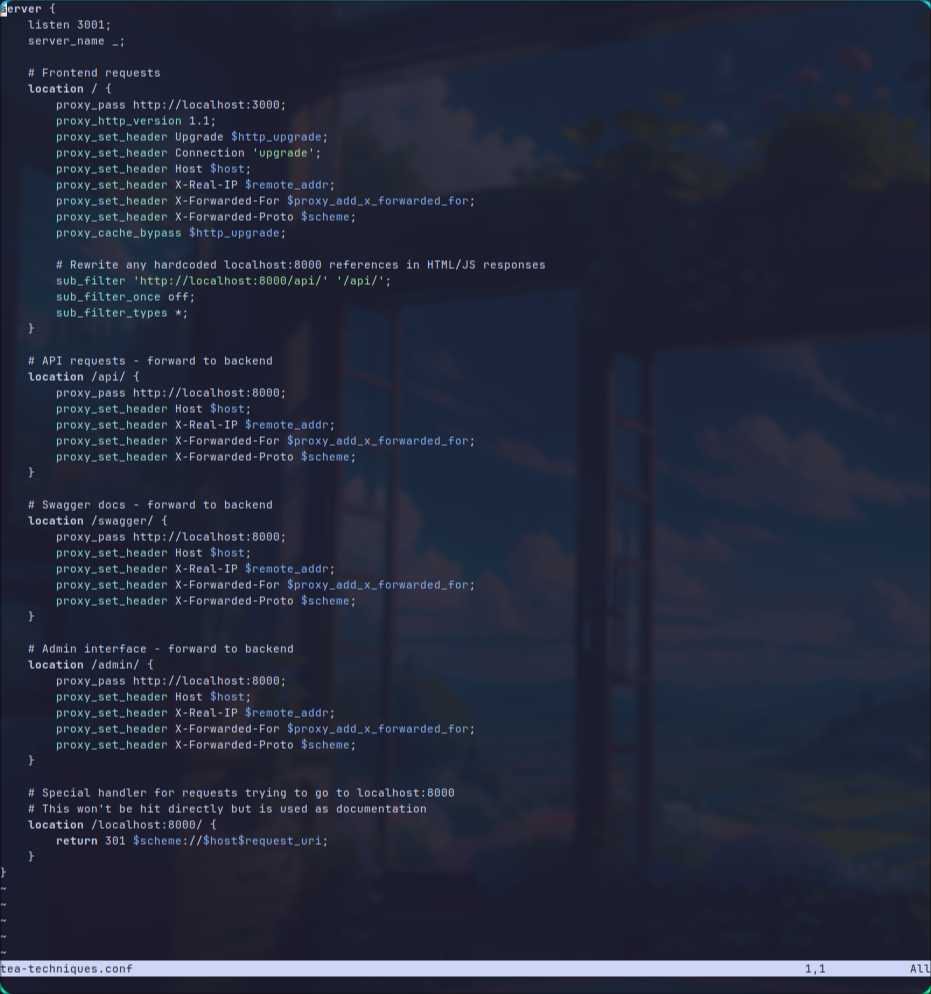 server {
    listen 3001;
    server_name _;

    # Frontend requests
    location / {
        proxy_pass http://localhost:3000;
        proxy_http_version 1.1;
        proxy_set_header Upgrade $http_upgrade;
        proxy_set_header Connection 'upgrade';
        proxy_set_header Host $host;
        proxy_set_header X-Real-IP $remote_addr;
        proxy_set_header X-Forwarded-For $proxy_add_x_forwarded_for;
        proxy_set_header X-Forwarded-Proto $scheme;
        proxy_cache_bypass $http_upgrade;

        # Rewrite any hardcoded localhost:8000 references in HTML/JS responses
        sub_filter 'http://localhost:8000/api/' '/api/';
        sub_filter_once off;
        sub_filter_types *;
    }

    # API requests - forward to backend
    location /api/ {
        proxy_pass http://localhost:8000;
        proxy_set_header Host $host;
        proxy_set_header X-Real-IP $remote_addr;
        proxy_set_header X-Forwarded-For $proxy_add_x_forwarded_for;
        proxy_set_header X-Forwarded-Proto $scheme;
    }

    # Swagger docs - forward to backend
    location /swagger/ {
        proxy_pass http://localhost:8000;
        proxy_set_header Host $host;
        proxy_set_header X-Real-IP $remote_addr;
        proxy_set_header X-Forwarded-For $proxy_add_x_forwarded_for;
        proxy_set_header X-Forwarded-Proto $scheme;
    }

    # Admin interface - forward to backend
    location /admin/ {
        proxy_pass http://localhost:8000;
        proxy_set_header Host $host;
        proxy_set_header X-Real-IP $remote_addr;
        proxy_set_header X-Forwarded-For $proxy_add_x_forwarded_for;
        proxy_set_header X-Forwarded-Proto $scheme;
    }

    # Special handler for requests trying to go to localhost:8000
    # This won't be hit directly but is used as documentation
    location /localhost:8000/ {
        return 301 $scheme://$host$request_uri;
    }
}
~
~
~
~
~
tea-techniques.conf 1,1 All